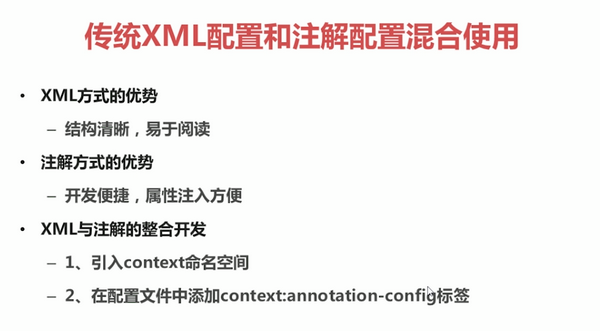 传统XML配置和注解配置混合使用
• XML方式的优势
– 结构清晰，易于阅读
• 注解方式的优势
– 开发便捷，属性注入方便
• XML与注解的整合开发
– 1、引入context命名空间
– 2、在配置文件中添加context:annotation-config标签